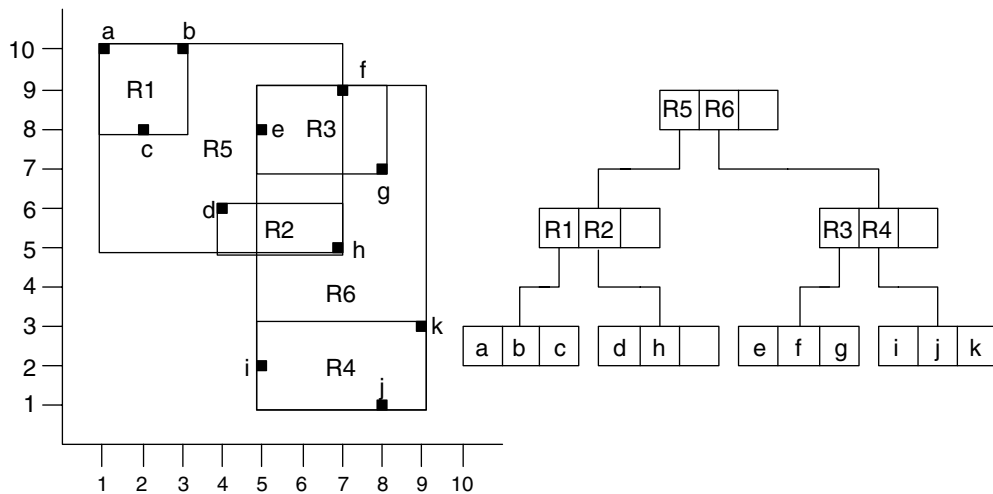 10
9
8
7
6
5
4
3
2
1
1 2 3 4 5 6 7 8 9 10
a b
R1
c
R5
f
e R3
g
d
R2
h
R6
k
i R4
j
R5 R6
R1 R2
R3 R4
a b c
d h
e f g
i j k